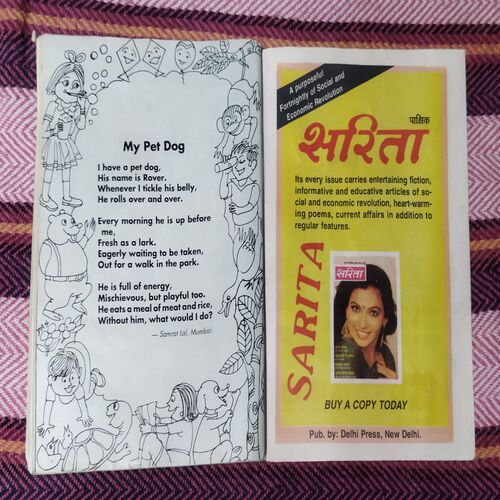 My Pet Dog
I have a pet dog,
His name is Rover.
Whenever I tickle his belly,
He rolls over and over.
Every morning he is up before
me,
Fresh as a lark.
Eagerly waiting to be taken,
Out for a walk in the park.
He is full of energy,
Mischievous, but playful too.
He eats a meal of meat and rice,
Without him, what would I do?
— Samrat Lal, Mumbai.
A purposeful
Fortnightly of Social and
Economic Revolution
पाक्षिक
सरिता
Its every issue carries entertaining fiction,
informative and educative articles of so-
cial and economic revolution, heart-warm-
ing poems, current affairs in addition to
regular features.
SARITA
सरिता
BUY A COPY TODAY
Pub. by: Delhi Press, New Delhi.